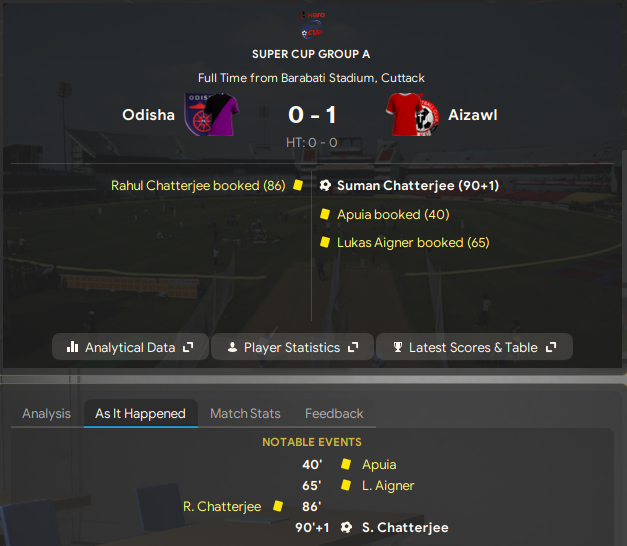 SUPER CUP GROUP A
Full Time from Barabati Stadium, Cuttack
Odisha 0 - 1 Aizawl
HT: 0 - 0
Rahul Chatterjee booked (86) Suman Chatterjee (90+1)
Apuia booked (40)
Lukas Aigner booked (65)
Analytical Data Player Statistics Latest Scores & Table
Analysis As It Happened Match Stats Feedback
NOTABLE EVENTS
40' Apuia
65' L. Aigner
R. Chatterjee 86'
90'+1 S. Chatterjee